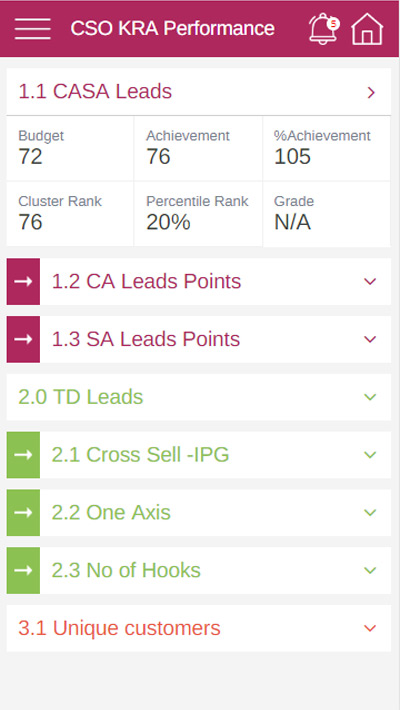 CSO KRA Performance
5
1.1 CASA Leads
Budget Achievement %Achievement
72 76 105
Cluster Rank Percentile Rank Grade
76 20% N/A
1.2 CA Leads Points
1.3 SA Leads Points
2.0 TD Leads
2.1 Cross Sell -IPG
2.2 One Axis
2.3 No of Hooks
3.1 Unique customers